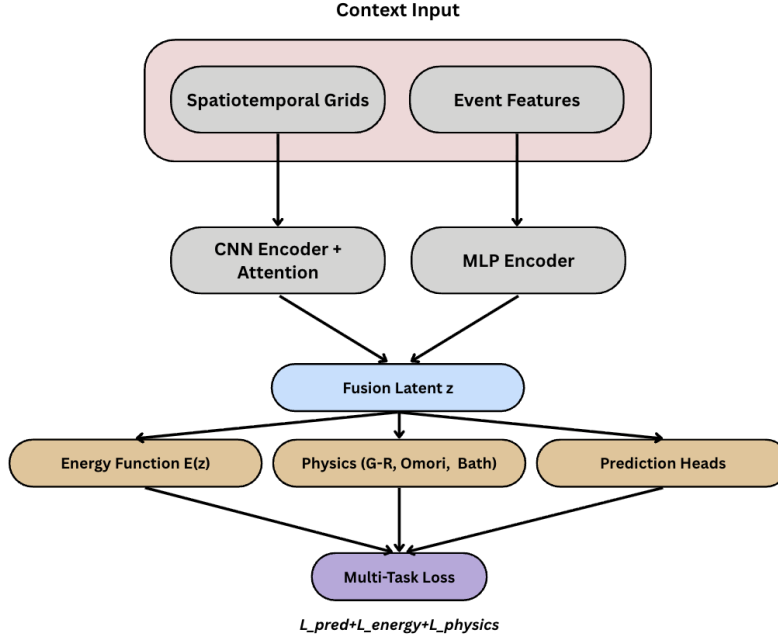 Context Input
Spatiotemporal Grids
Event Features
CNN Encoder +
Attention
MLP Encoder
Fusion Latent z
Energy Function E(z)
Physics (G-R, Omori, Bath)
Prediction Heads
Multi-Task Loss
L_pred+L_energy+L_physics